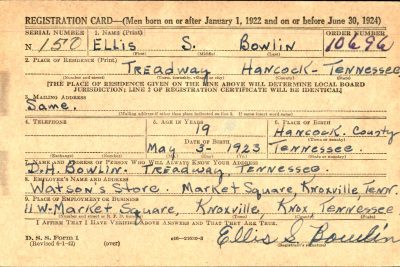 REGISTRATION CARD—(Men born on or after January 1, 1922 and on or before June 30, 1924)
SERIAL NUMBER 1. NAME (Print) ORDER NUMBER
N 150 Ellis S. Bowlin 10696
(First) (Middle) (Last)
2. PLACE OF RESIDENCE (Print)
Treadway Hancock - Tennessee
(Number and street) (Town, township, village, or city) (County) (State)
[THE PLACE OF RESIDENCE GIVEN ON THE LINE ABOVE WILL DETERMINE LOCAL BOARD
JURISDICTION; LINE 2 OF REGISTRATION CERTIFICATE WILL BE IDENTICAL]
3. MAILING ADDRESS
Same.
[Mailing address if other than place indicated on line 2. If same insert word same]
4. TELEPHONE 5. AGE IN YEARS 6. PLACE OF BIRTH
19 Hancock County
DATE OF BIRTH
May 3- 1923 Tennessee.
(Mo.) (Day) (Yr.)
7. NAME AND ADDRESS OF PERSON WHO WILL ALWAYS KNOW YOUR ADDRESS
D.H. Bowlin. Treadway, Tennessee.
8. EMPLOYER'S NAME AND ADDRESS
Watson's Store. Market Square, Knoxville, Tenn.
9. PLACE OF EMPLOYMENT OR BUSINESS
11 W-Market Square, Knoxville, Knox Tennessee
(Number and street or R. F. D. number) (Town) (County) (State)
I AFFIRM THAT I HAVE VERIFIED ABOVE ANSWERS AND THAT THEY ARE TRUE.
D. S. S. Form 1
(Revised 6-1-42) (over)
Ellis S Bowlin
(Registrant's signature)